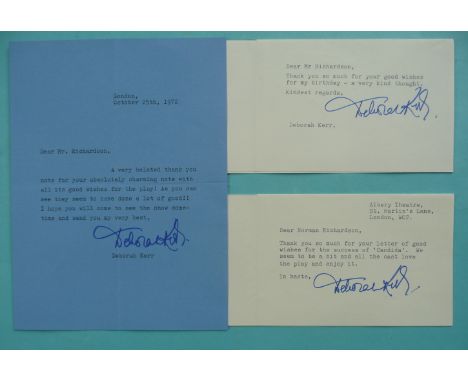 London,
October 25th, 1972
Dear Mr. Richardson,
A very belated thank you
note for your absolutely charming note with
all its good wishes for the play! As you can
see they seem to have done a lot of good!!
I hope you will come to see the show some-
time and send you my very best.
Deborah Kerr
Deborah Kerr
Dear Mr Richardson,
Thank you so much for your good wishes
for my birthday - a very kind thought.
Kindest regards,
Deborah Kerr
Deborah Kerr.
Albery Theatre,
St. Martin's Lane,
London, WC2.
Dear Norman Richardson,
Thank you so much for your letter of good
wishes for the success of 'Candida'. We
seem to be a hit and all the cast love
the play and enjoy it.
In haste,
Deborah Kerr